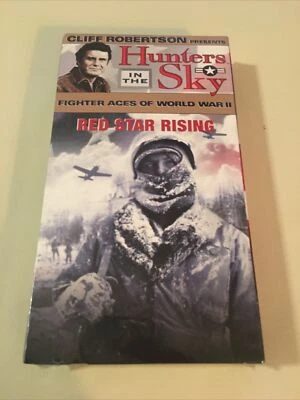 CLIFF ROBERTSON PRESENTS
Hunters
IN THE
Sky
FIGHTER ACES OF WORLD WAR II
RED STAR RISING